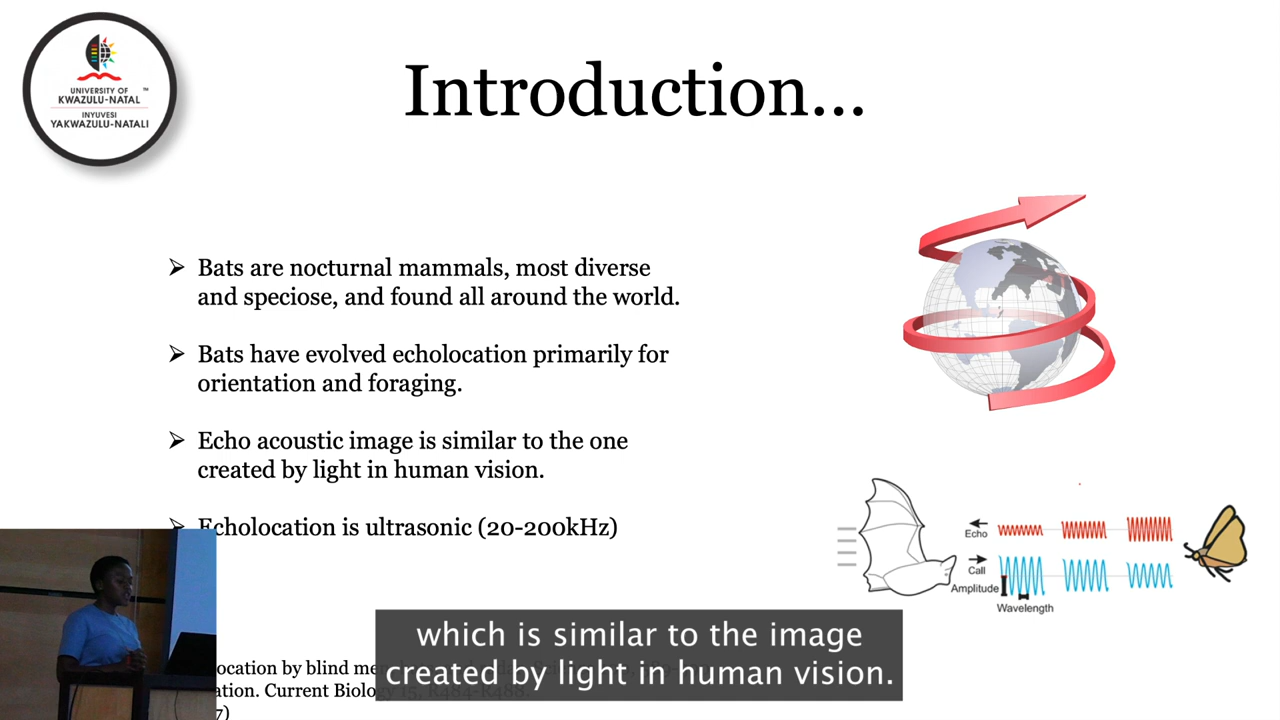 UNIVERSITY OF ™
KWAZULU-NATAL
INYUVESI
YAKWAZULU-NATALI
Introduction...
Bats are nocturnal mammals, most diverse
and speciose, and found all around the world.
Bats have evolved echolocation primarily for
orientation and foraging.
Echo acoustic image is similar to the one
created by light in human vision.
Echolocation is ultrasonic (20-200kHz)
Echo
Call
Amplitude
Wavelength
which is similar to the image
created by light in human vision.
by blind
Current Biology 15, R484-R488.
7)